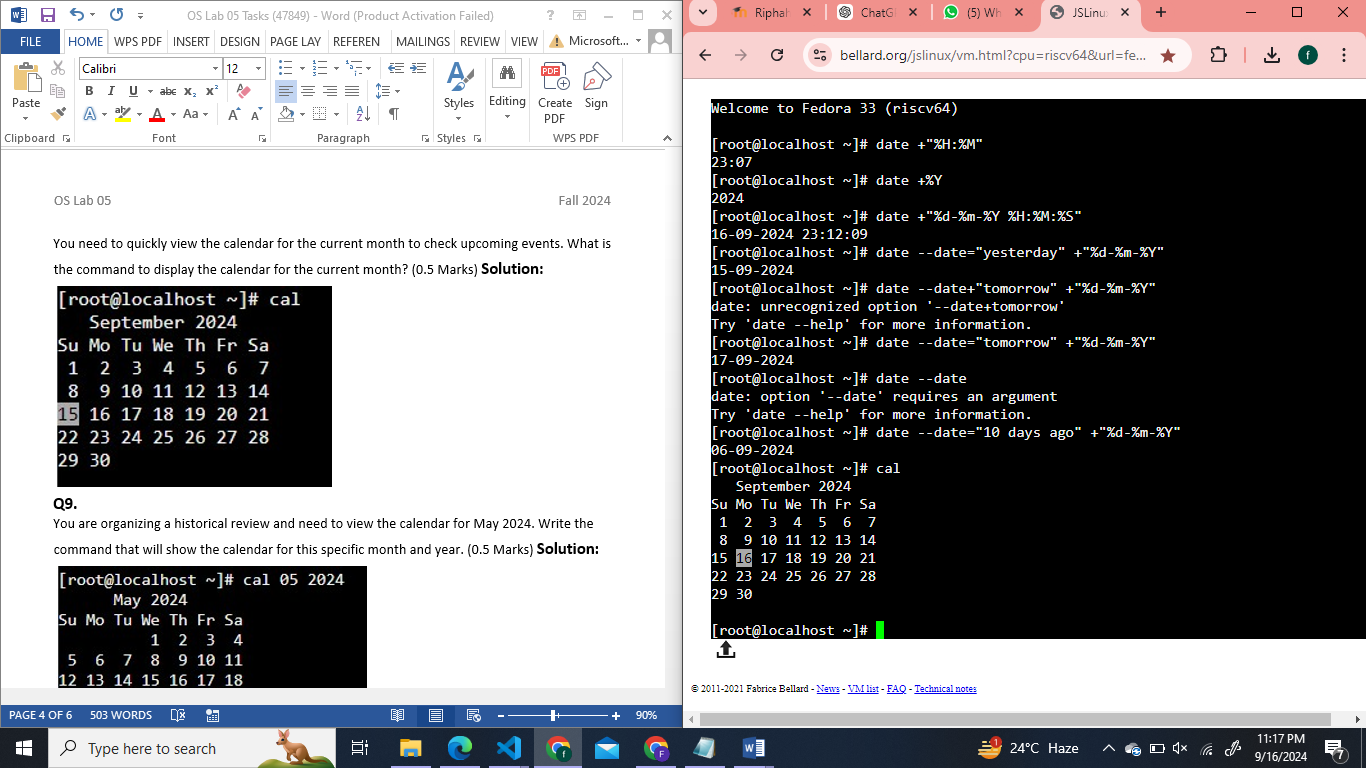 OS Lab 05 Tasks (47849) - Word (Product Activation Failed)
FILE HOME WPS PDF INSERT DESIGN PAGE LAY REFEREN MAILINGS REVIEW VIEW Microsoft...
Calibri 12
Paste
B I U abc x₂ x²
A Aa A A
Styles
Editing
Create PDF
Sign
Clipboard Font Paragraph Styles WPS PDF
OS Lab 05 Fall 2024
You need to quickly view the calendar for the current month to check upcoming events. What is
the command to display the calendar for the current month? (0.5 Marks) Solution:
[root@localhost ~]# cal
September 2024
Su Mo Tu We Th Fr Sa
1 2 3 4 5 6 7
8 9 10 11 12 13 14
15 16 17 18 19 20 21
22 23 24 25 26 27 28
29 30
Q9.
You are organizing a historical review and need to view the calendar for May 2024. Write the
command that will show the calendar for this specific month and year. (0.5 Marks) Solution:
[root@localhost ~]# cal 05 2024
May 2024
Su Mo Tu We Th Fr Sa
1 2 3 4
5 6 7 8 9 10 11
12 13 14 15 16 17 18
PAGE 4 OF 6 503 WORDS 90%
Riphah ChatG (5) Wh JSLinux
bellard.org/jslinux/vm.html?cpu=riscv64&url=fe...
f
Welcome to Fedora 33 (riscv64)
[root@localhost ~]# date +"%H:%M"
23:07
[root@localhost ~]# date +%Y
2024
[root@localhost ~]# date +"%d-%m-%Y %H:%M:%S"
16-09-2024 23:12:09
[root@localhost ~]# date --date="yesterday" +"%d-%m-%Y"
15-09-2024
[root@localhost ~]# date --date+"tomorrow" +"%d-%m-%Y"
date: unrecognized option '--date+tomorrow'
Try 'date --help' for more information.
[root@localhost ~]# date --date="tomorrow" +"%d-%m-%Y"
17-09-2024
[root@localhost ~]# date --date
date: option '--date' requires an argument
Try 'date --help' for more information.
[root@localhost ~]# date --date="10 days ago" +"%d-%m-%Y"
06-09-2024
[root@localhost ~]# cal
September 2024
Su Mo Tu We Th Fr Sa
1 2 3 4 5 6 7
8 9 10 11 12 13 14
15 16 17 18 19 20 21
22 23 24 25 26 27 28
29 30
[root@localhost ~]#
© 2011-2021 Fabrice Bellard - News - VM list - FAQ - Technical notes
Type here to search
24°C Haze
11:17 PM
9/16/2024
7